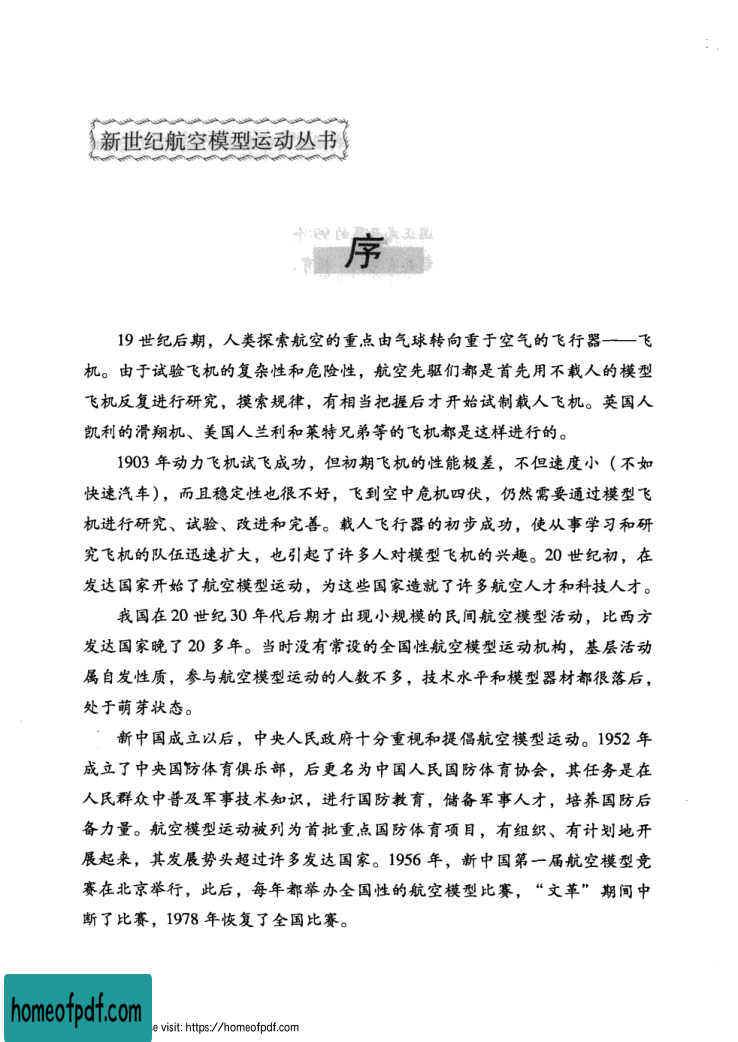 新世纪航空模型运动丛书
序
19 世纪后期，人类探索航空的重点由气球转向重于空气的飞行器——飞
机。由于试验飞机的复杂性和危险性，航空先驱们都是首先用不载人的模型
飞机反复进行研究，摸索规律，有相当把握后才开始试制载人飞机。英国人
凯利的滑翔机、美国人兰利和莱特兄弟等的飞机都是这样进行的。
1903 年动力飞机试飞成功，但初期飞机的性能极差，不但速度小（不如
快速汽车），而且稳定性也很不好，飞到空中危机四伏，仍然需要通过模型飞
机进行研究、试验、改进和完善。载人飞行器的初步成功，使从事学习和研
究飞机的队伍迅速扩大，也引起了许多人对模型飞机的兴趣。20 世纪初，在
发达国家开始了航空模型运动，为这些国家造就了许多航空人才和科技人才。
我国在 20 世纪 30 年代后期才出现小规模的民间航空模型活动，比西方
发达国家晚了 20 多年。当时没有常设的全国性航空模型运动机构，基层活动
属自发性质，参与航空模型运动的人数不多，技术水平和模型器材都很落后，
处于萌芽状态。
新中国成立以后，中央人民政府十分重视和提倡航空模型运动。1952 年
成立了中央国防体育俱乐部，后更名为中国人民国防体育协会，其任务是在
人民群众中普及军事技术知识，进行国防教育，储备军事人才，培养国防后
备力量。航空模型运动被列为首批重点国防体育项目，有组织、有计划地开
展起来，其发展势头超过许多发达国家。1956 年，新中国第一届航空模型竞
赛在北京举行，此后，每年都举办全国性的航空模型比赛，“文革”期间中
断了比赛，1978 年恢复了全国比赛。
homeofpdf.com
e visit: https://homeofpdf.com